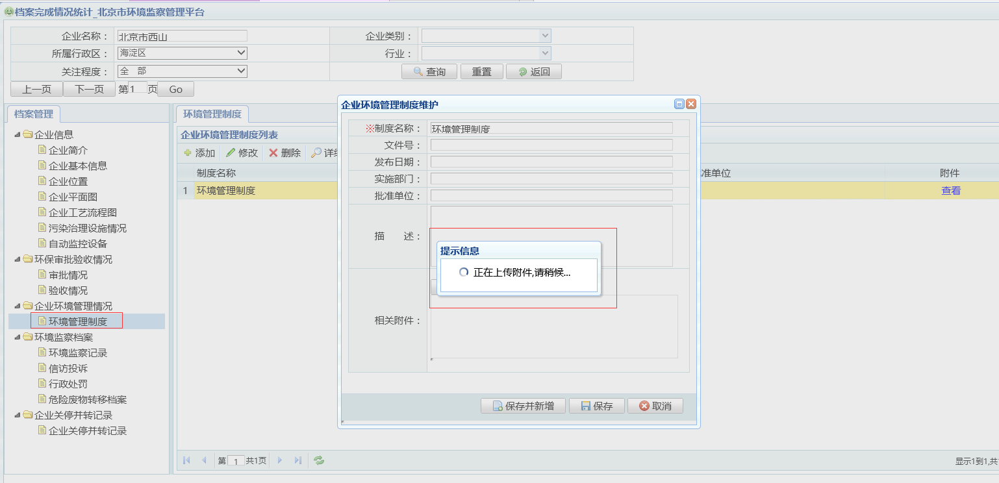 档案完成情况统计_北京市环境监察管理平台
企业名称： 北京市西山 企业类别：
所属行政区： 海淀区 行业：
关注程度： 全 部 查询 重置 返回
上一页 下一页 第1 页 Go
档案管理
企业信息
企业简介
企业基本信息
企业位置
企业平面图
企业工艺流程图
污染治理设施情况
自动监控设备
环保审批验收情况
审批情况
验收情况
企业环境管理情况
环境管理制度
环境监察档案
环境监察记录
信访投诉
行政处罚
危险废物转移档案
企业关停并转记录
企业关停并转记录
环境管理制度
企业环境管理制度列表
添加 修改 删除
制度名称 准单位 附件
1 环境管理制度 查看
企业环境管理制度维护
※制度名称： 环境管理制度
文件号：
发布日期：
实施部门：
批准单位：
描 述：
提示信息
正在上传附件,请稍候...
相关附件：
保存并新增 保存 取消
第 1 共1页
显示1到1,共